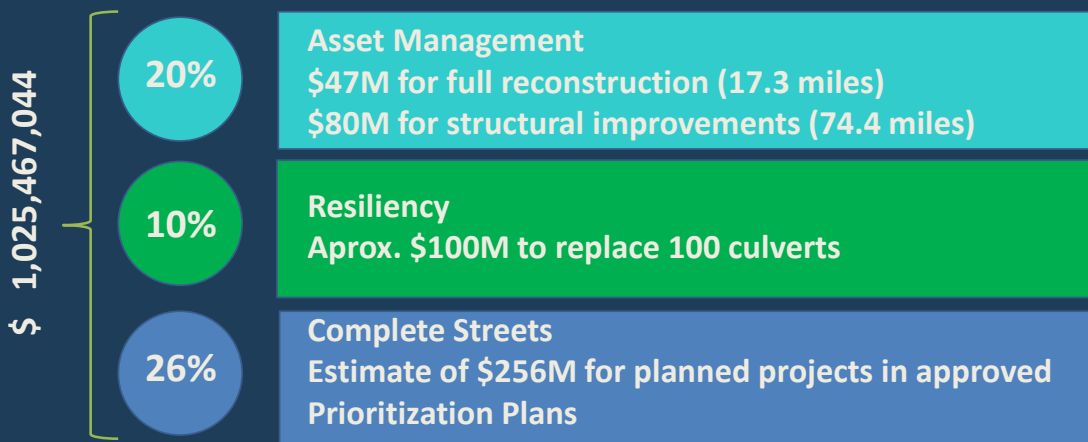 $ 1,025,467,044
20%
Asset Management
$47M for full reconstruction (17.3 miles)
$80M for structural improvements (74.4 miles)
10%
Resiliency
Aprox. $100M to replace 100 culverts
26%
Complete Streets
Estimate of $256M for planned projects in approved
Prioritization Plans